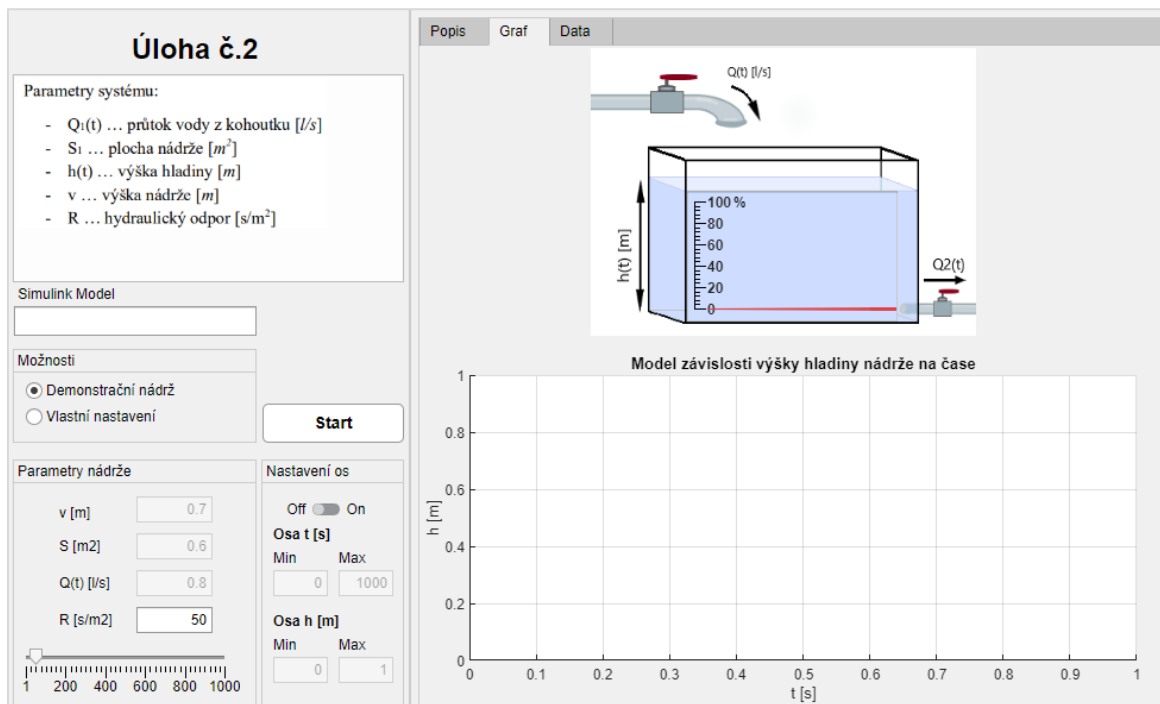 Úloha č.2
Parametry systému:
- Q1(t) … průtok vody z kohoutku [l/s]
- S1 … plocha nádrže [m²]
- h(t) … výška hladiny [m]
- v … výška nádrže [m]
- R … hydraulický odpor [s/m²]
Simulink Model
Možnosti
Demonstrační nádrž
Vlastní nastavení
Start
Parametry nádrže
v [m] 0.7
S [m2] 0.6
Q(t) [l/s] 0.8
R [s/m2] 50
1 200 400 600 800 1000
Nastavení os
Off On
Osa t [s]
Min Max
0 1000
Osa h [m]
Min Max
0 1
Popis Graf Data
Q(t) [l/s]
100 %
80
60
40
20
0
h(t) [m]
Q2(t)
Model závislosti výšky hladiny nádrže na čase
1
0.8
0.6
0.4
0.2
0
h [m]
0 0.1 0.2 0.3 0.4 0.5 0.6 0.7 0.8 0.9 1
t [s]